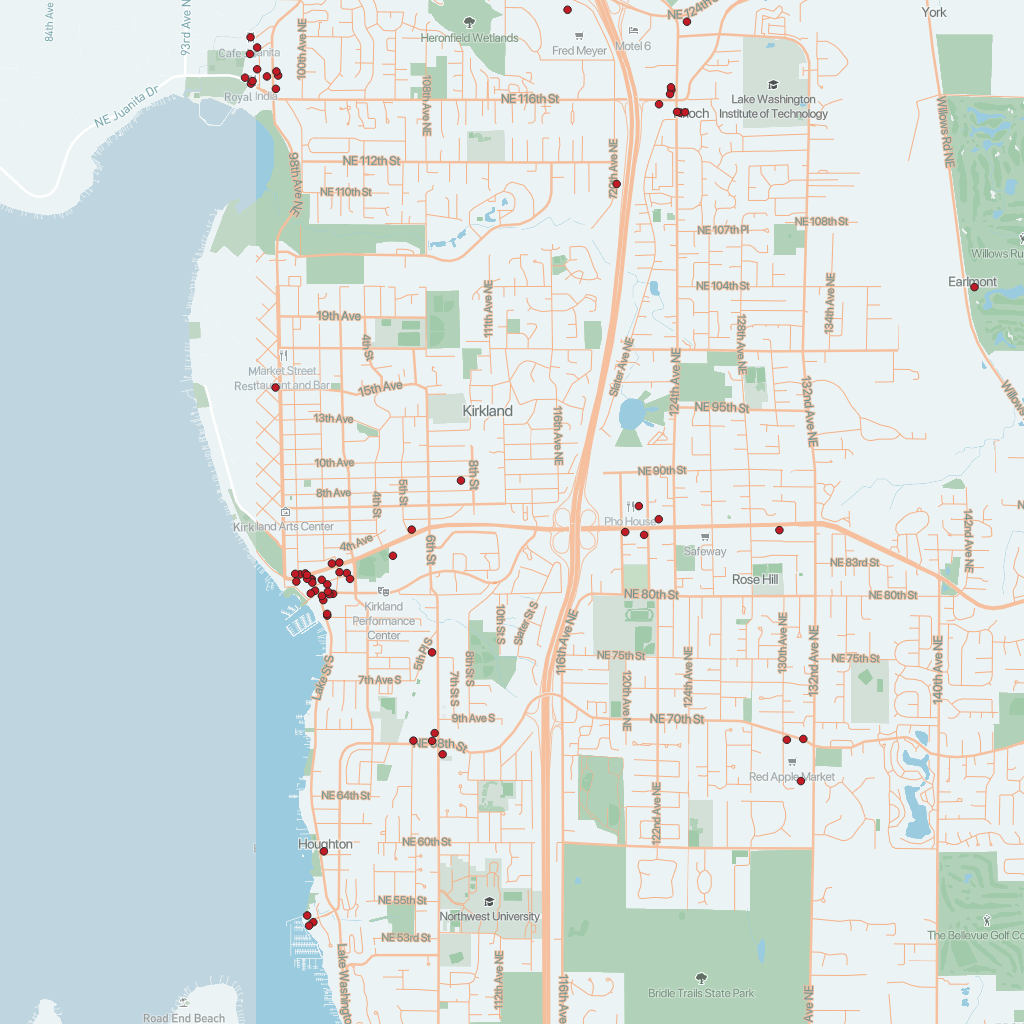 84th Ave
93rd Ave N
100th Ave NE
York
NE 124th
Heronfield Wetlands
Fred Meyer
Motel 6
Royal India
NE Juanita Dr
108th Ave NE
NE 116th St
Lake Washington
Institute of Technology
Willows Rd NE
98th Ave NE
NE 112th St
NE 110th St
NE 107th Pl
NE 108th St
Willows Ru
Earlmont
NE 104th St
111th Ave NE
19th Ave
4th St
128th Ave NE
134th Ave NE
Slater Ave NE
Market Street
Restaurant and Bar
15th Ave
124th Ave NE
132nd Ave NE
Willows
13th Ave
Kirkland
NE 95th St
116th Ave NE
10th Ave
8th St
NE 90th St
8th Ave
5th St
4th St
Kirkland Arts Center
Pho House
142nd Ave NE
N
4th Ave
6th St
Safeway
NE 83rd St
Rose Hill
NE 80th St
NE 80th St
Kirkland
Performance
Center
10th St S
Slater St S
116th Ave NE
5th Pl S
8th St S
NE 75th St
130th Ave NE
132nd Ave NE
NE 75th St
140th Ave NE
Lake St S
7th Ave S
7th St S
124th Ave NE
120th Ave NE
9th Ave S
NE 70th St
NE 68th St
Red Apple Market
NE 64th St
122nd Ave NE
Houghton
NE 60th St
NE 55th St
Northwest University
The Bellevue Golf Co
NE 53rd St
Lake Washington
112th Ave NE
116th Ave
Bridle Trails State Park
Ave NE
Road End Beach